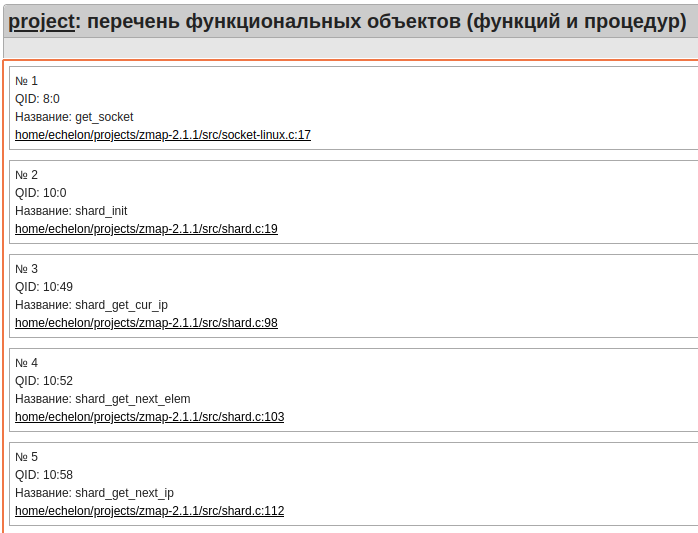 project: перечень функциональных объектов (функций и процедур)
№ 1
QID: 8:0
Название: get_socket
home/echelon/projects/zmap-2.1.1/src/socket-linux.c:17
№ 2
QID: 10:0
Название: shard_init
home/echelon/projects/zmap-2.1.1/src/shard.c:19
№ 3
QID: 10:49
Название: shard_get_cur_ip
home/echelon/projects/zmap-2.1.1/src/shard.c:98
№ 4
QID: 10:52
Название: shard_get_next_elem
home/echelon/projects/zmap-2.1.1/src/shard.c:103
№ 5
QID: 10:58
Название: shard_get_next_ip
home/echelon/projects/zmap-2.1.1/src/shard.c:112